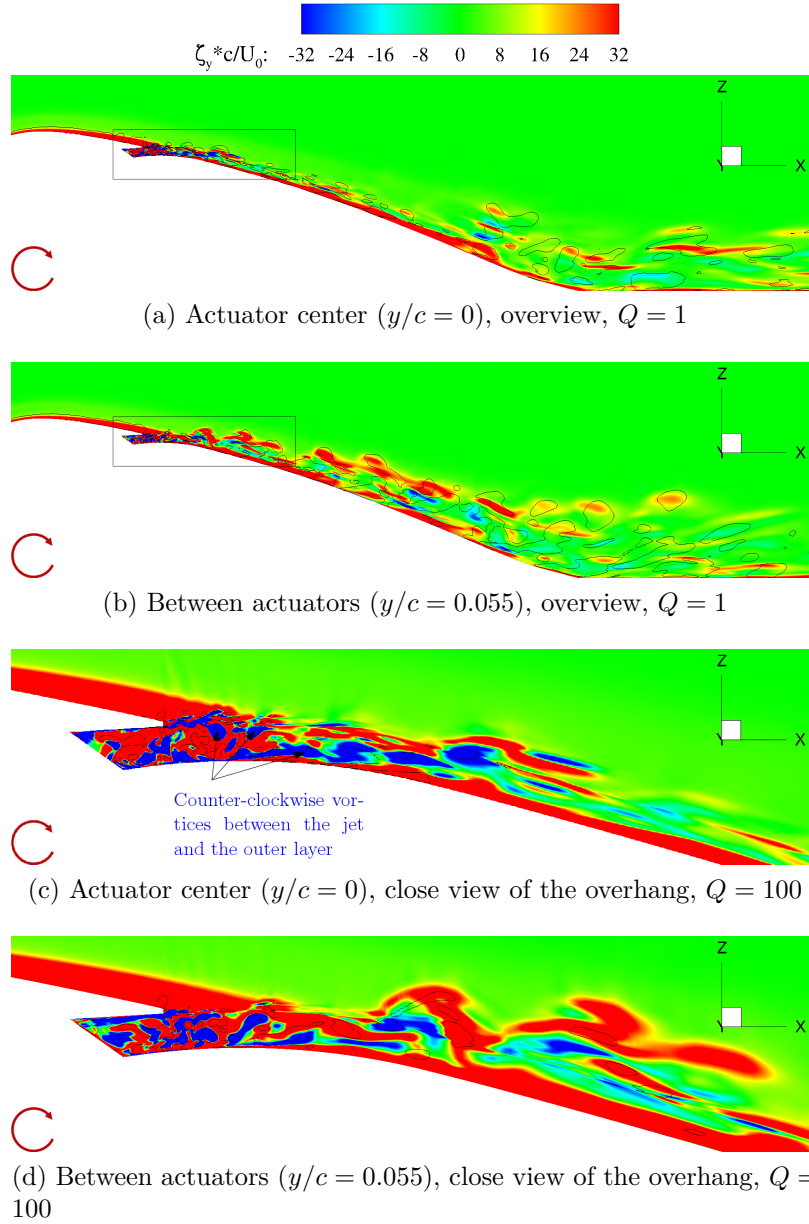 ζ_y*c/U_0: -32 -24 -16 -8 0 8 16 24 32
Z
Y X
(a) Actuator center (y/c = 0), overview, Q = 1
Z
Y X
(b) Between actuators (y/c = 0.055), overview, Q = 1
Z
Y X
Counter-clockwise vor-
tices between the jet
and the outer layer
(c) Actuator center (y/c = 0), close view of the overhang, Q = 100
Z
Y X
(d) Between actuators (y/c = 0.055), close view of the overhang, Q =
100